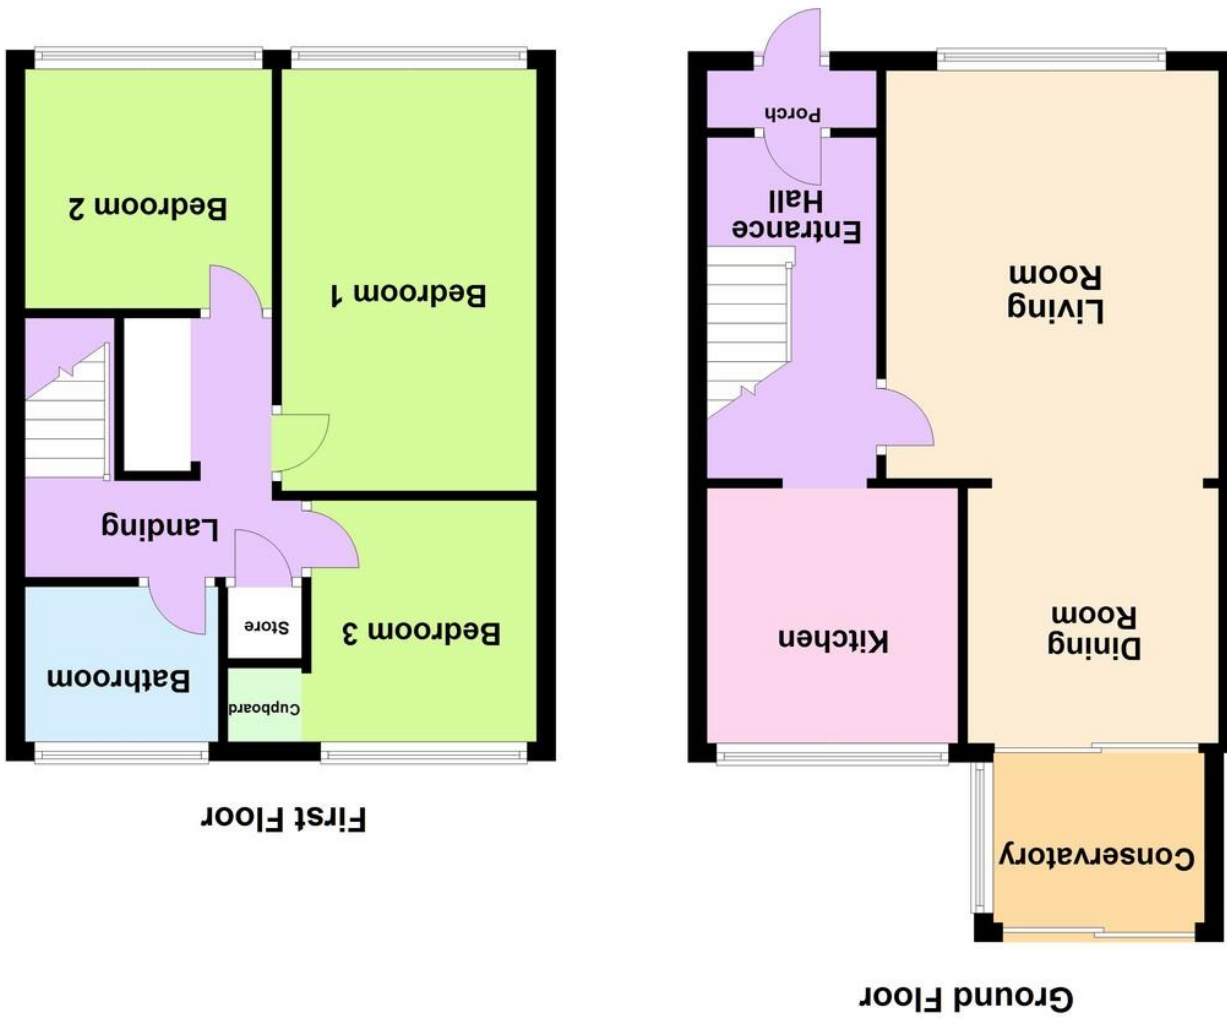 Ground Floor
Conservatory
Dining
Room
Kitchen
Living
Room
Entrance
Hall
Porch
First Floor
Cupboard
Bathroom
Bedroom 3
Store
Landing
Bedroom 1
Bedroom 2